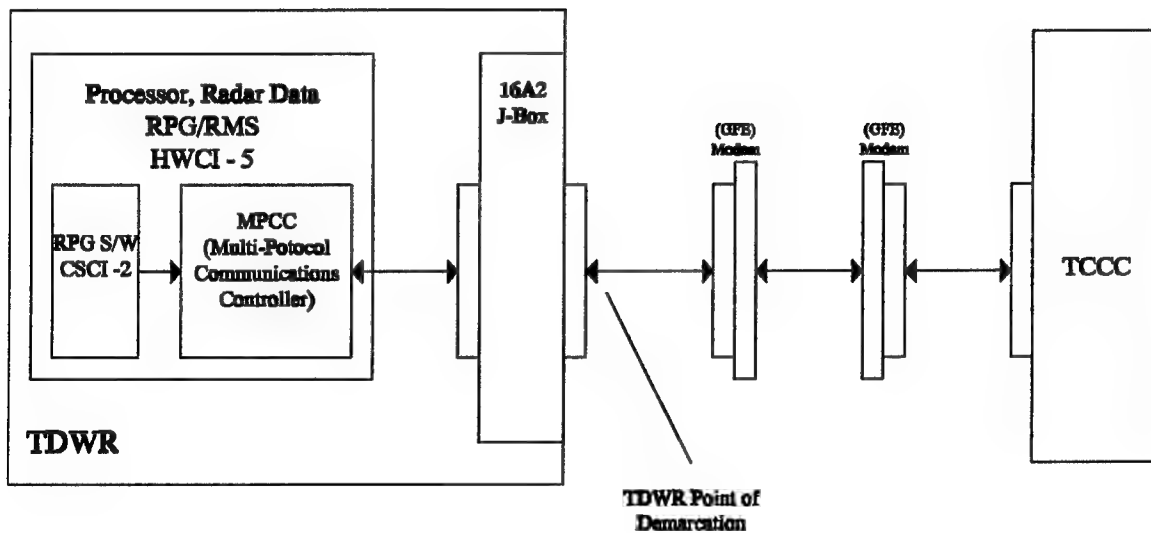 Processor, Radar Data
RPG/RMS
HWCI - 5
RPG S/W
CSCI -2
MPCC
(Multi-Potocol
Communications
Controller)
16A2
J-Box
(GFE)
Modem
(GFE)
Modem
TCCC
TDWR
TDWR Point of
Demarcation